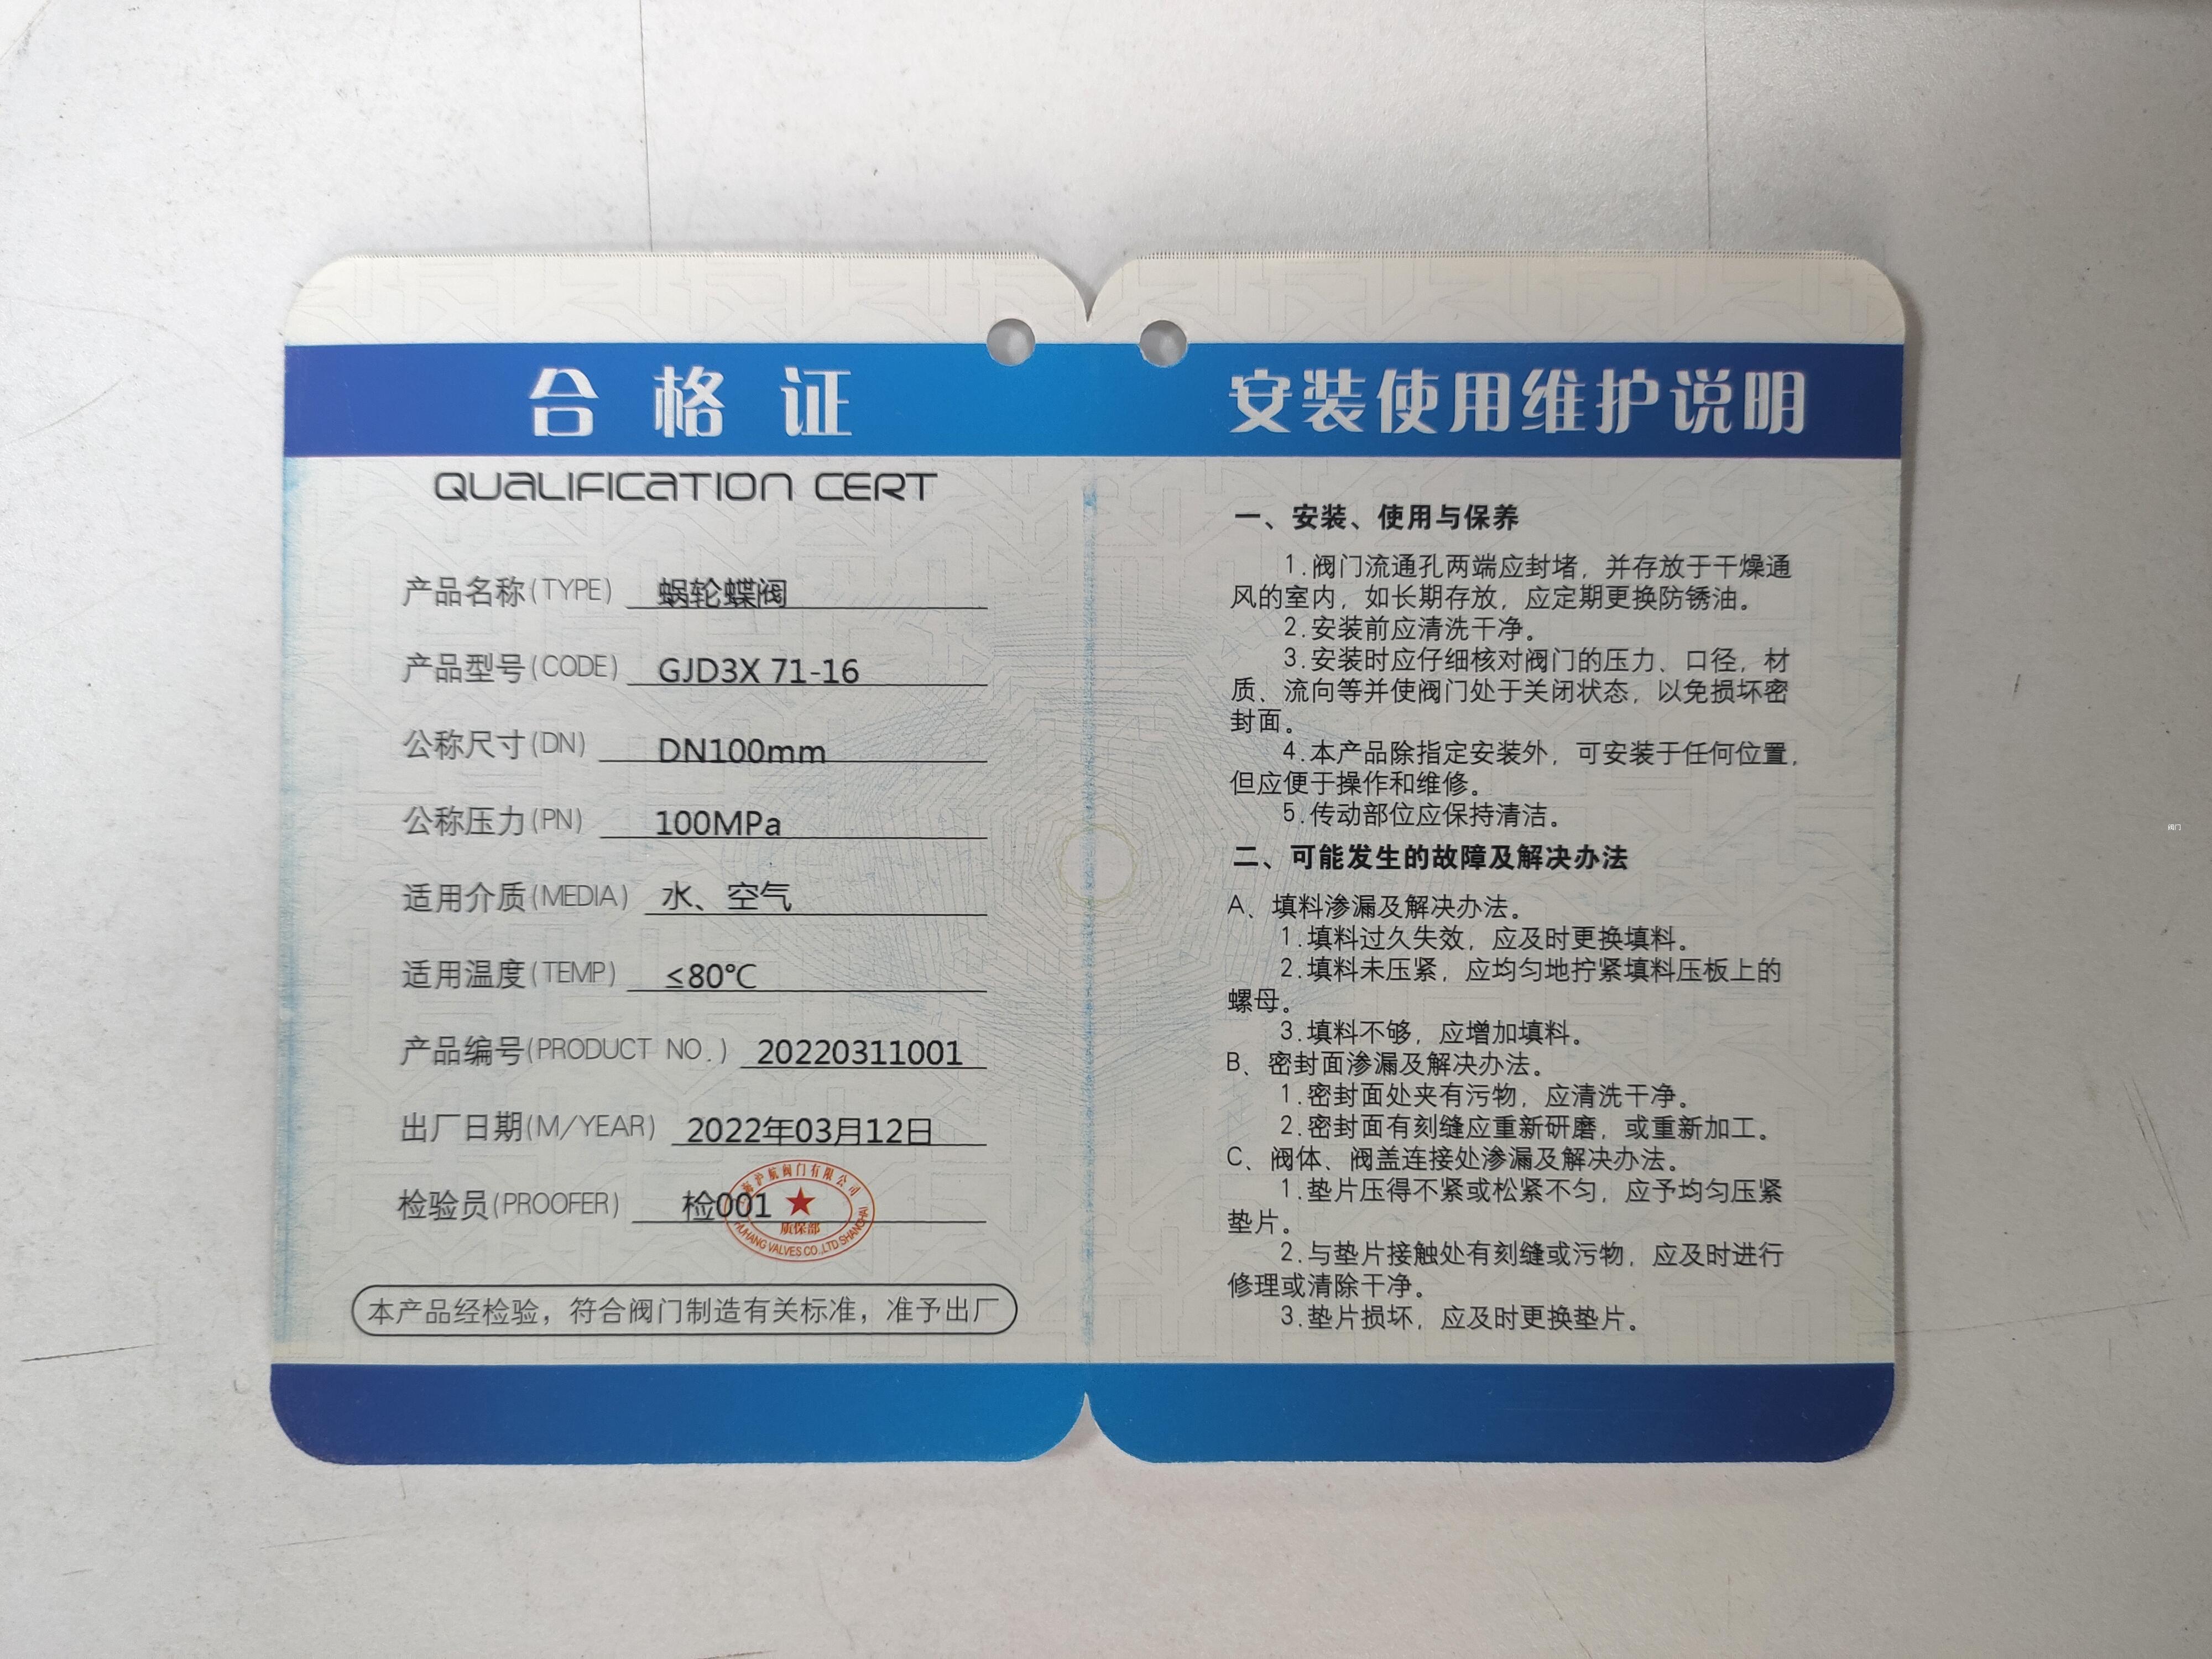 合格证
QUALIFICATION CERT
产品名称(TYPE) 蜗轮蝶阀
产品型号(CODE) GJD3X 71-16
公称尺寸(DN) DN100mm
公称压力(PN) 100MPa
适用介质(MEDIA) 水、空气
适用温度(TEMP) ≤80℃
产品编号(PRODUCT NO.) 20220311001
出厂日期(M/YEAR) 2022年03月12日
检验员(PROOFER) 检001
海护航阀门有限公司
质保部
HUHANG VALVES CO.,LTD SHANGHAI
本产品经检验，符合阀门制造有关标准，准予出厂
安装使用维护说明
一、安装、使用与保养
1.阀门流通孔两端应封堵，并存放于干燥通
风的室内，如长期存放，应定期更换防锈油。
2.安装前应清洗干净。
3.安装时应仔细核对阀门的压力、口径，材
质、流向等并使阀门处于关闭状态，以免损坏密
封面。
4.本产品除指定安装外，可安装于任何位置，
但应便于操作和维修。
5.传动部位应保持清洁。
二、可能发生的故障及解决办法
A、填料渗漏及解决办法。
1.填料过久失效，应及时更换填料。
2.填料未压紧，应均匀地拧紧填料压板上的
螺母。
3.填料不够，应增加填料。
B、密封面渗漏及解决办法。
1.密封面处夹有污物，应清洗干净。
2.密封面有刻缝应重新研磨，或重新加工。
C、阀体、阀盖连接处渗漏及解决办法。
1.垫片压得不紧或松紧不匀，应予均匀压紧
垫片。
2.与垫片接触处有刻缝或污物，应及时进行
修理或清除干净。
3.垫片损坏，应及时更换垫片。
阀门